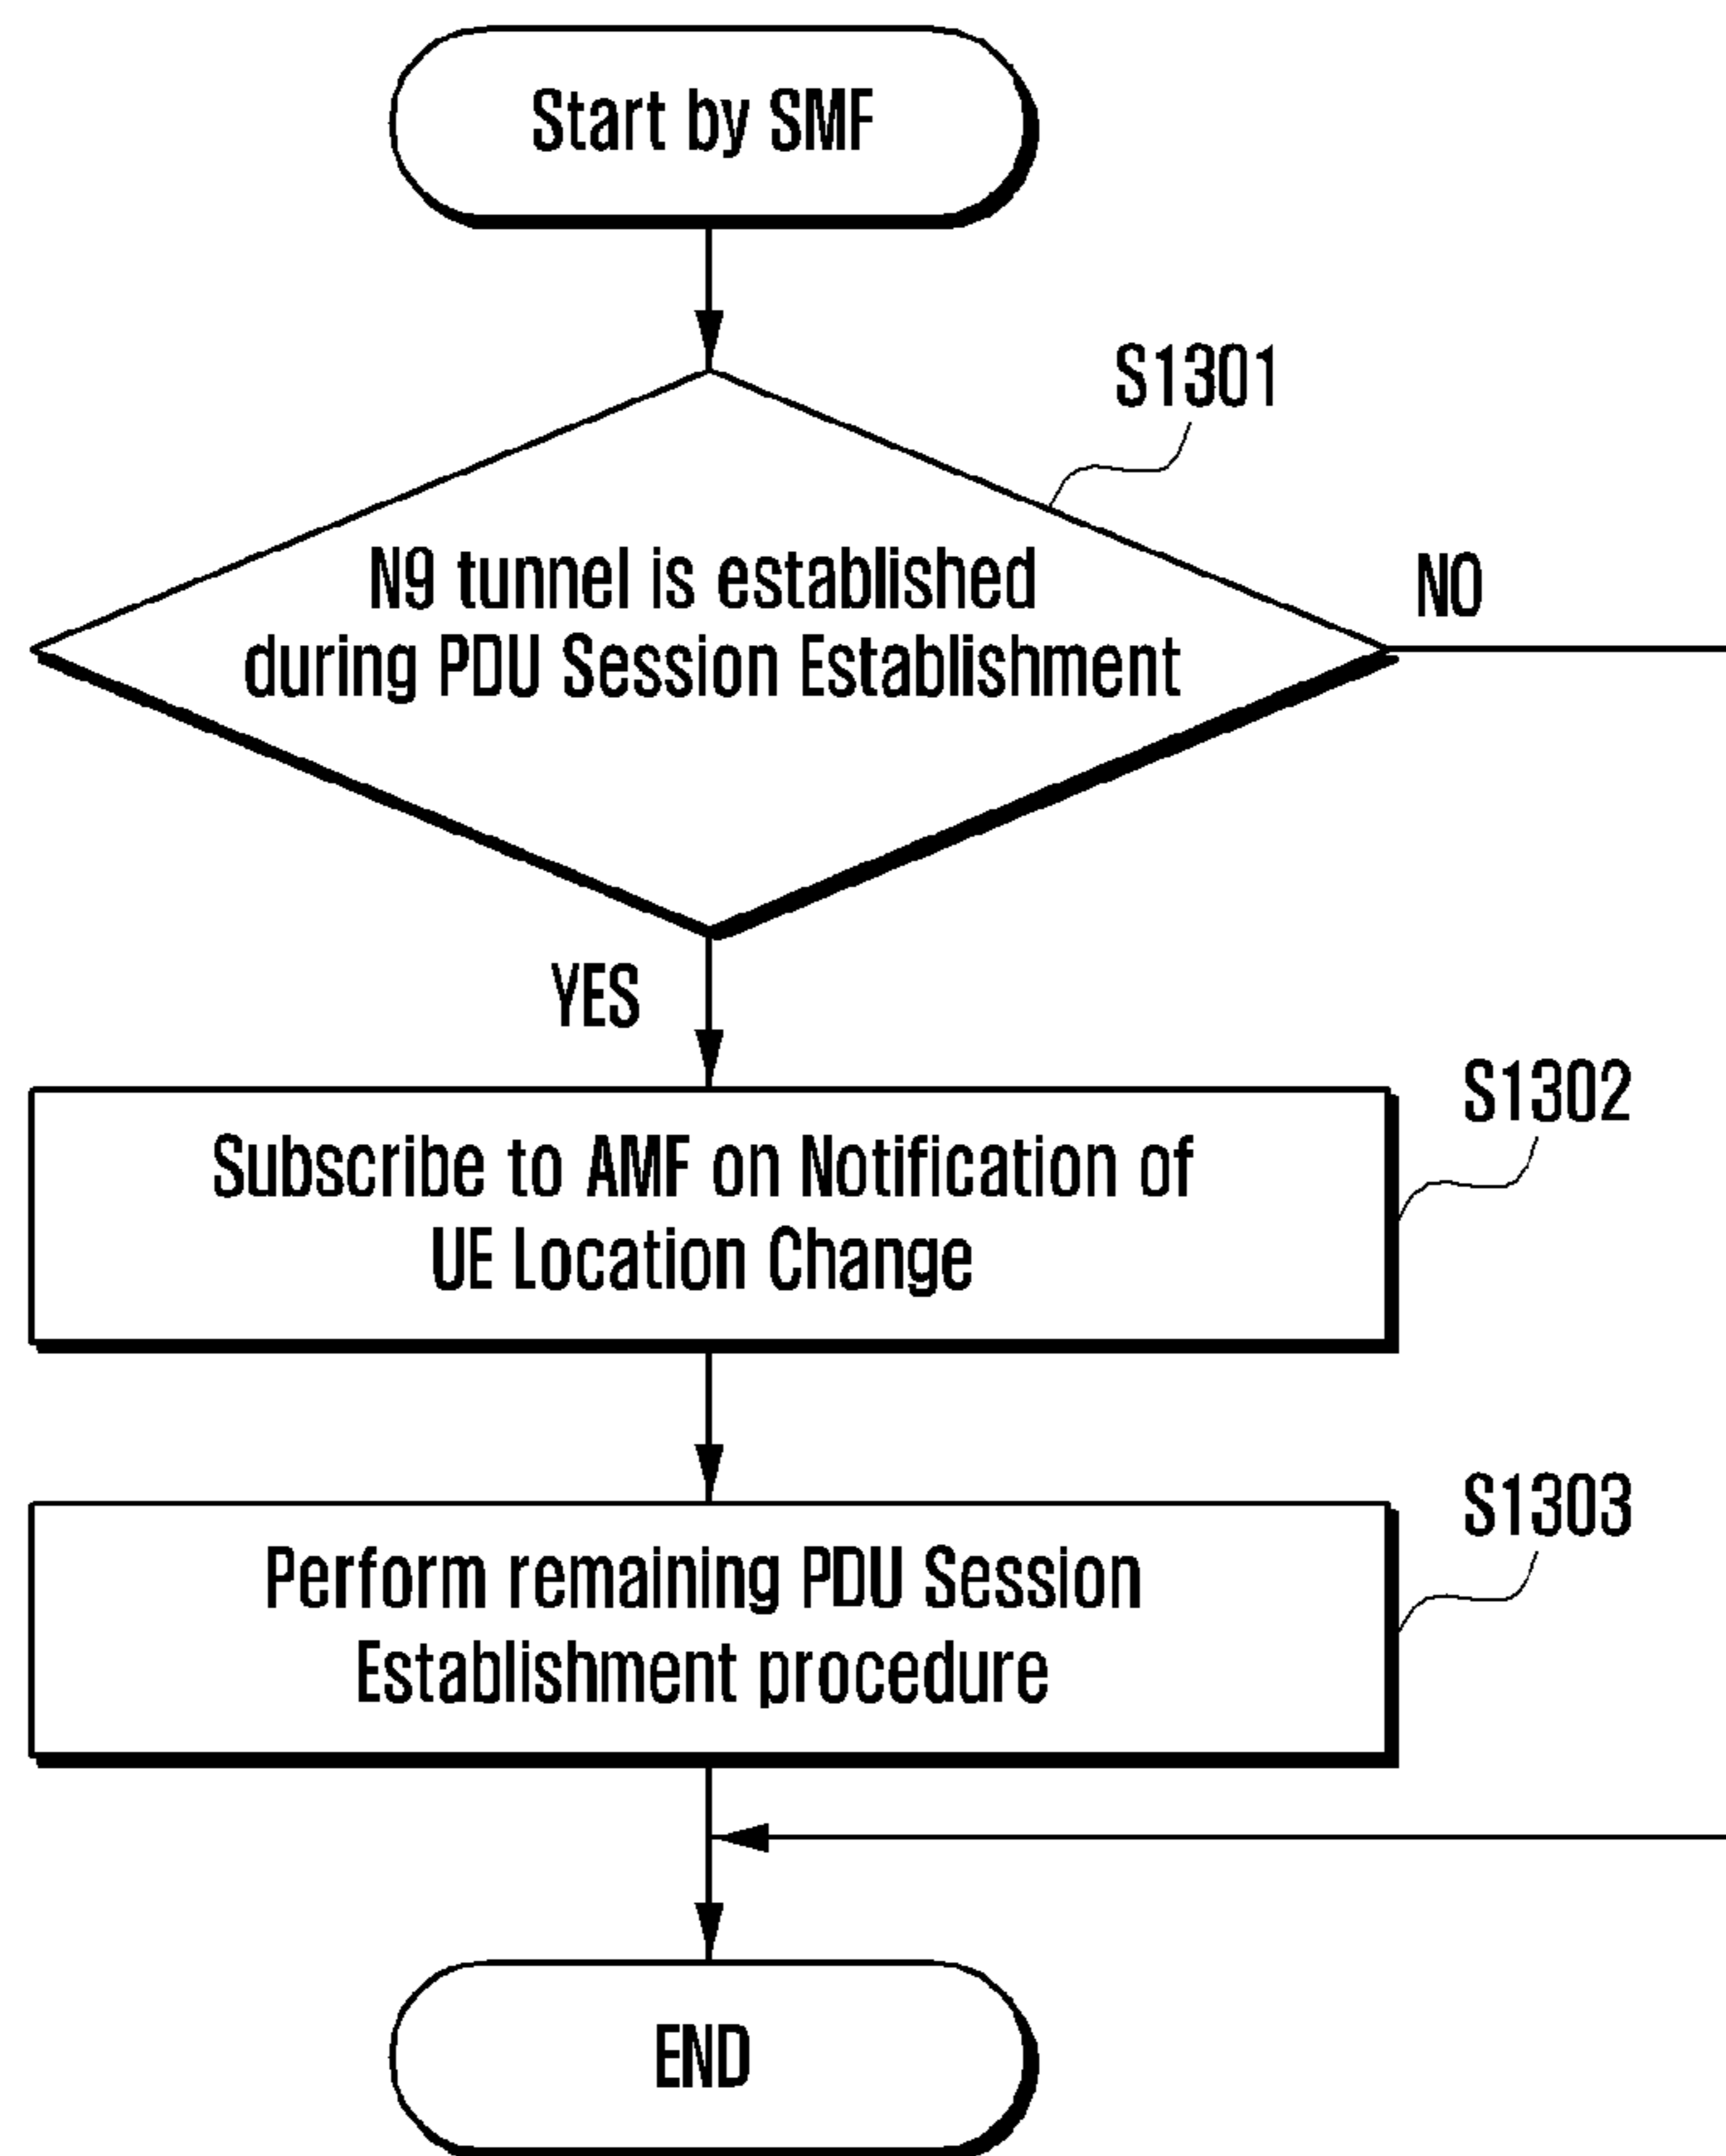 Start by SMF
S1301
N9 tunnel is established
during PDU Session Establishment
NO
YES
S1302
Subscribe to AMF on Notification of
UE Location Change
S1303
Perform remaining PDU Session
Establishment procedure
END